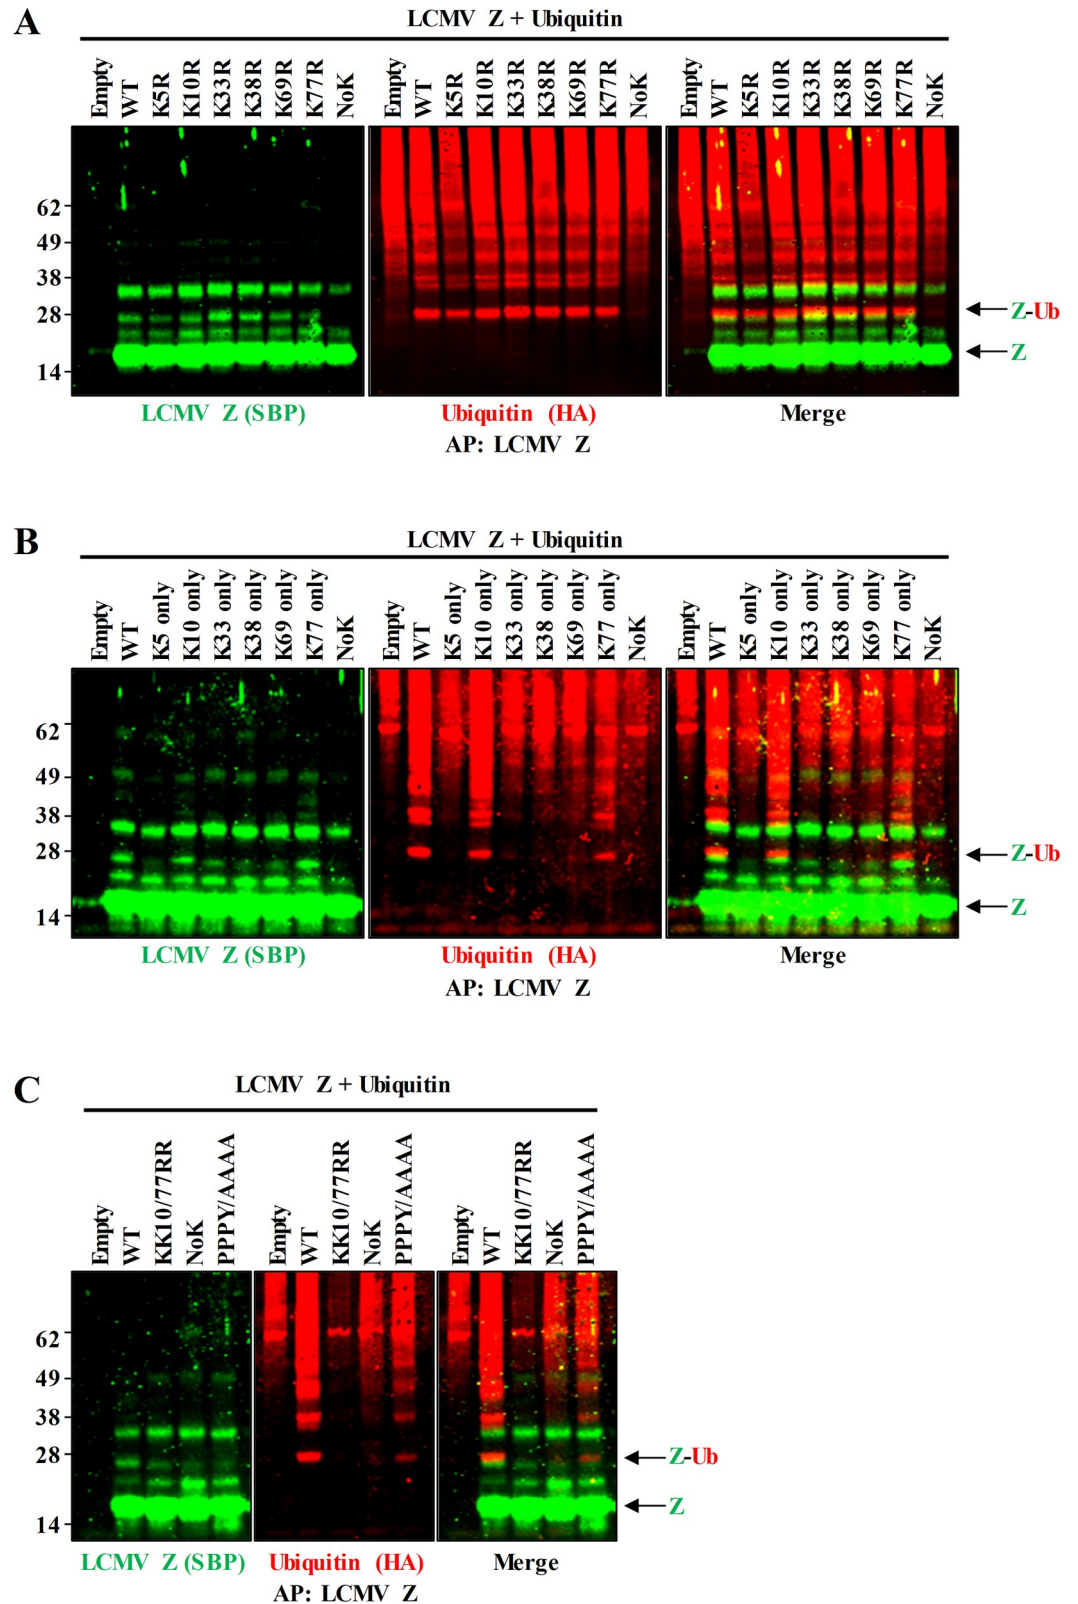 A
LCMV Z + Ubiquitin
Empty WT K5R K10R K33R K38R K69R K77R NoK Empty WT K5R K10R K33R K38R K69R K77R NoK Empty WT K5R K10R K33R K38R K69R K77R NoK
62
49
38
28
14
Z-Ub
Z
LCMV Z (SBP) Ubiquitin (HA) Merge
AP: LCMV Z
B
LCMV Z + Ubiquitin
Empty WT K5 only K10 only K33 only K38 only K69 only K77 only NoK Empty WT K5 only K10 only K33 only K38 only K69 only K77 only NoK Empty WT K5 only K10 only K33 only K38 only K69 only K77 only NoK
62
49
38
28
14
Z-Ub
Z
LCMV Z (SBP) Ubiquitin (HA) Merge
AP: LCMV Z
C
LCMV Z + Ubiquitin
Empty WT KK10/77RR NoK PPPY/AAAA Empty WT KK10/77RR NoK PPPY/AAAA Empty WT KK10/77RR NoK PPPY/AAAA
62
49
38
28
14
Z-Ub
Z
LCMV Z (SBP) Ubiquitin (HA) Merge
AP: LCMV Z